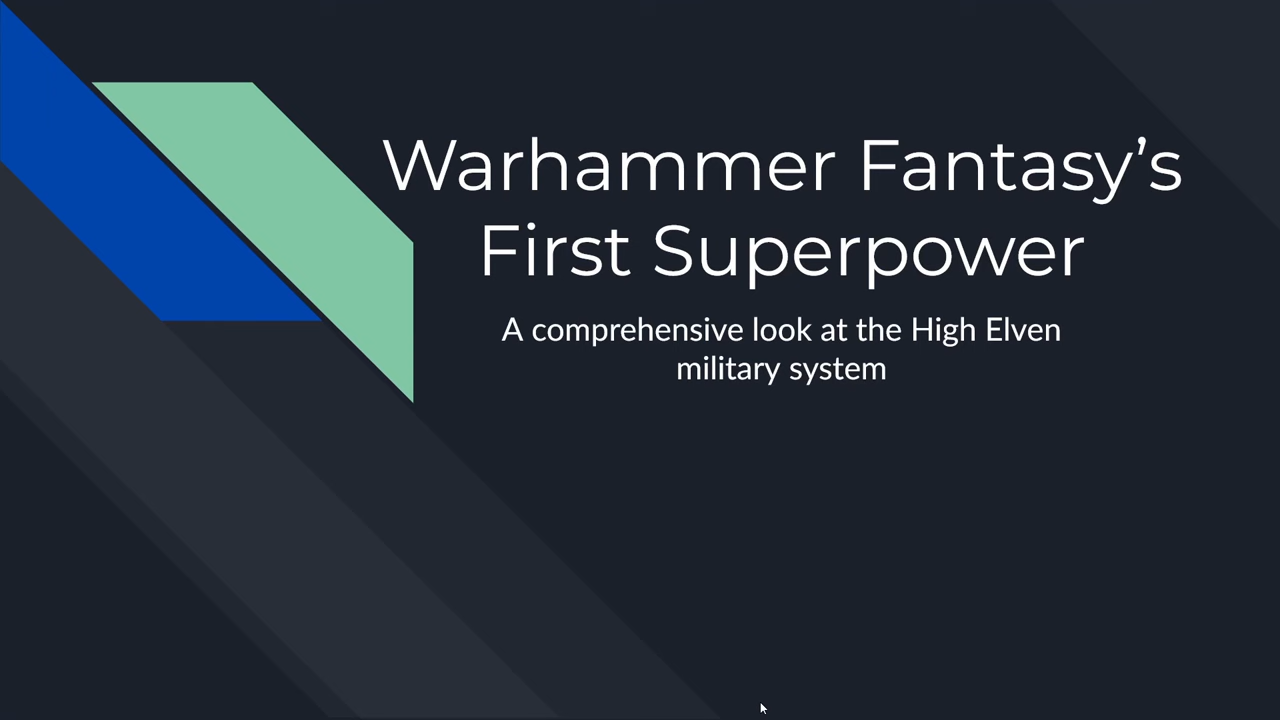 Warhammer Fantasy’s
First Superpower
A comprehensive look at the High Elven
military system